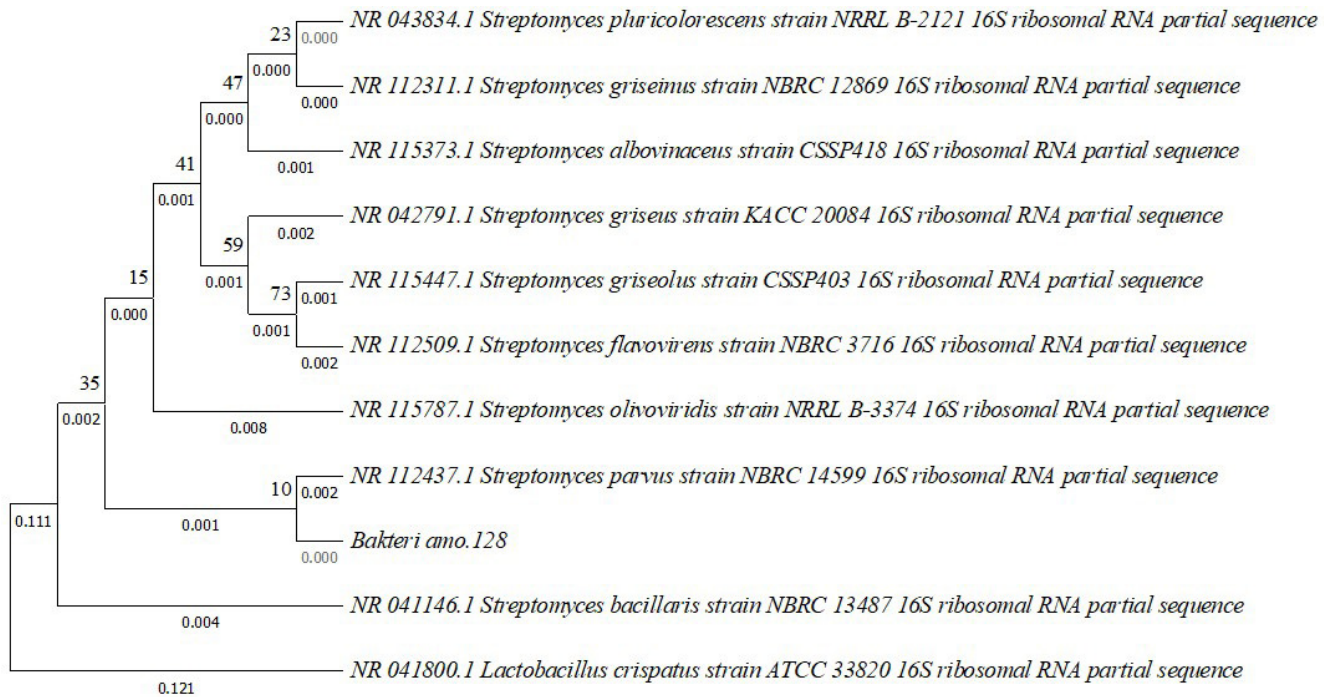 NR 043834.1 Streptomyces pluricolorescens strain NRRL B-2121 16S ribosomal RNA partial sequence
23
0.000
0.000
NR 112311.1 Streptomyces griseinus strain NBRC 12869 16S ribosomal RNA partial sequence
47
0.000
0.000
NR 115373.1 Streptomyces albovinaceus strain CSSP418 16S ribosomal RNA partial sequence
41
0.001
0.001
NR 042791.1 Streptomyces griseus strain KACC 20084 16S ribosomal RNA partial sequence
0.002
59
0.001
NR 115447.1 Streptomyces griseolus strain CSSP403 16S ribosomal RNA partial sequence
15
73
0.001
0.000
0.001
NR 112509.1 Streptomyces flavovirens strain NBRC 3716 16S ribosomal RNA partial sequence
0.002
35
0.002
NR 115787.1 Streptomyces olivoviridis strain NRRL B-3374 16S ribosomal RNA partial sequence
0.008
NR 112437.1 Streptomyces parvus strain NBRC 14599 16S ribosomal RNA partial sequence
10
0.002
0.111
0.001
Bakteri amo.128
0.000
NR 041146.1 Streptomyces bacillaris strain NBRC 13487 16S ribosomal RNA partial sequence
0.004
NR 041800.1 Lactobacillus crispatus strain ATCC 33820 16S ribosomal RNA partial sequence
0.121